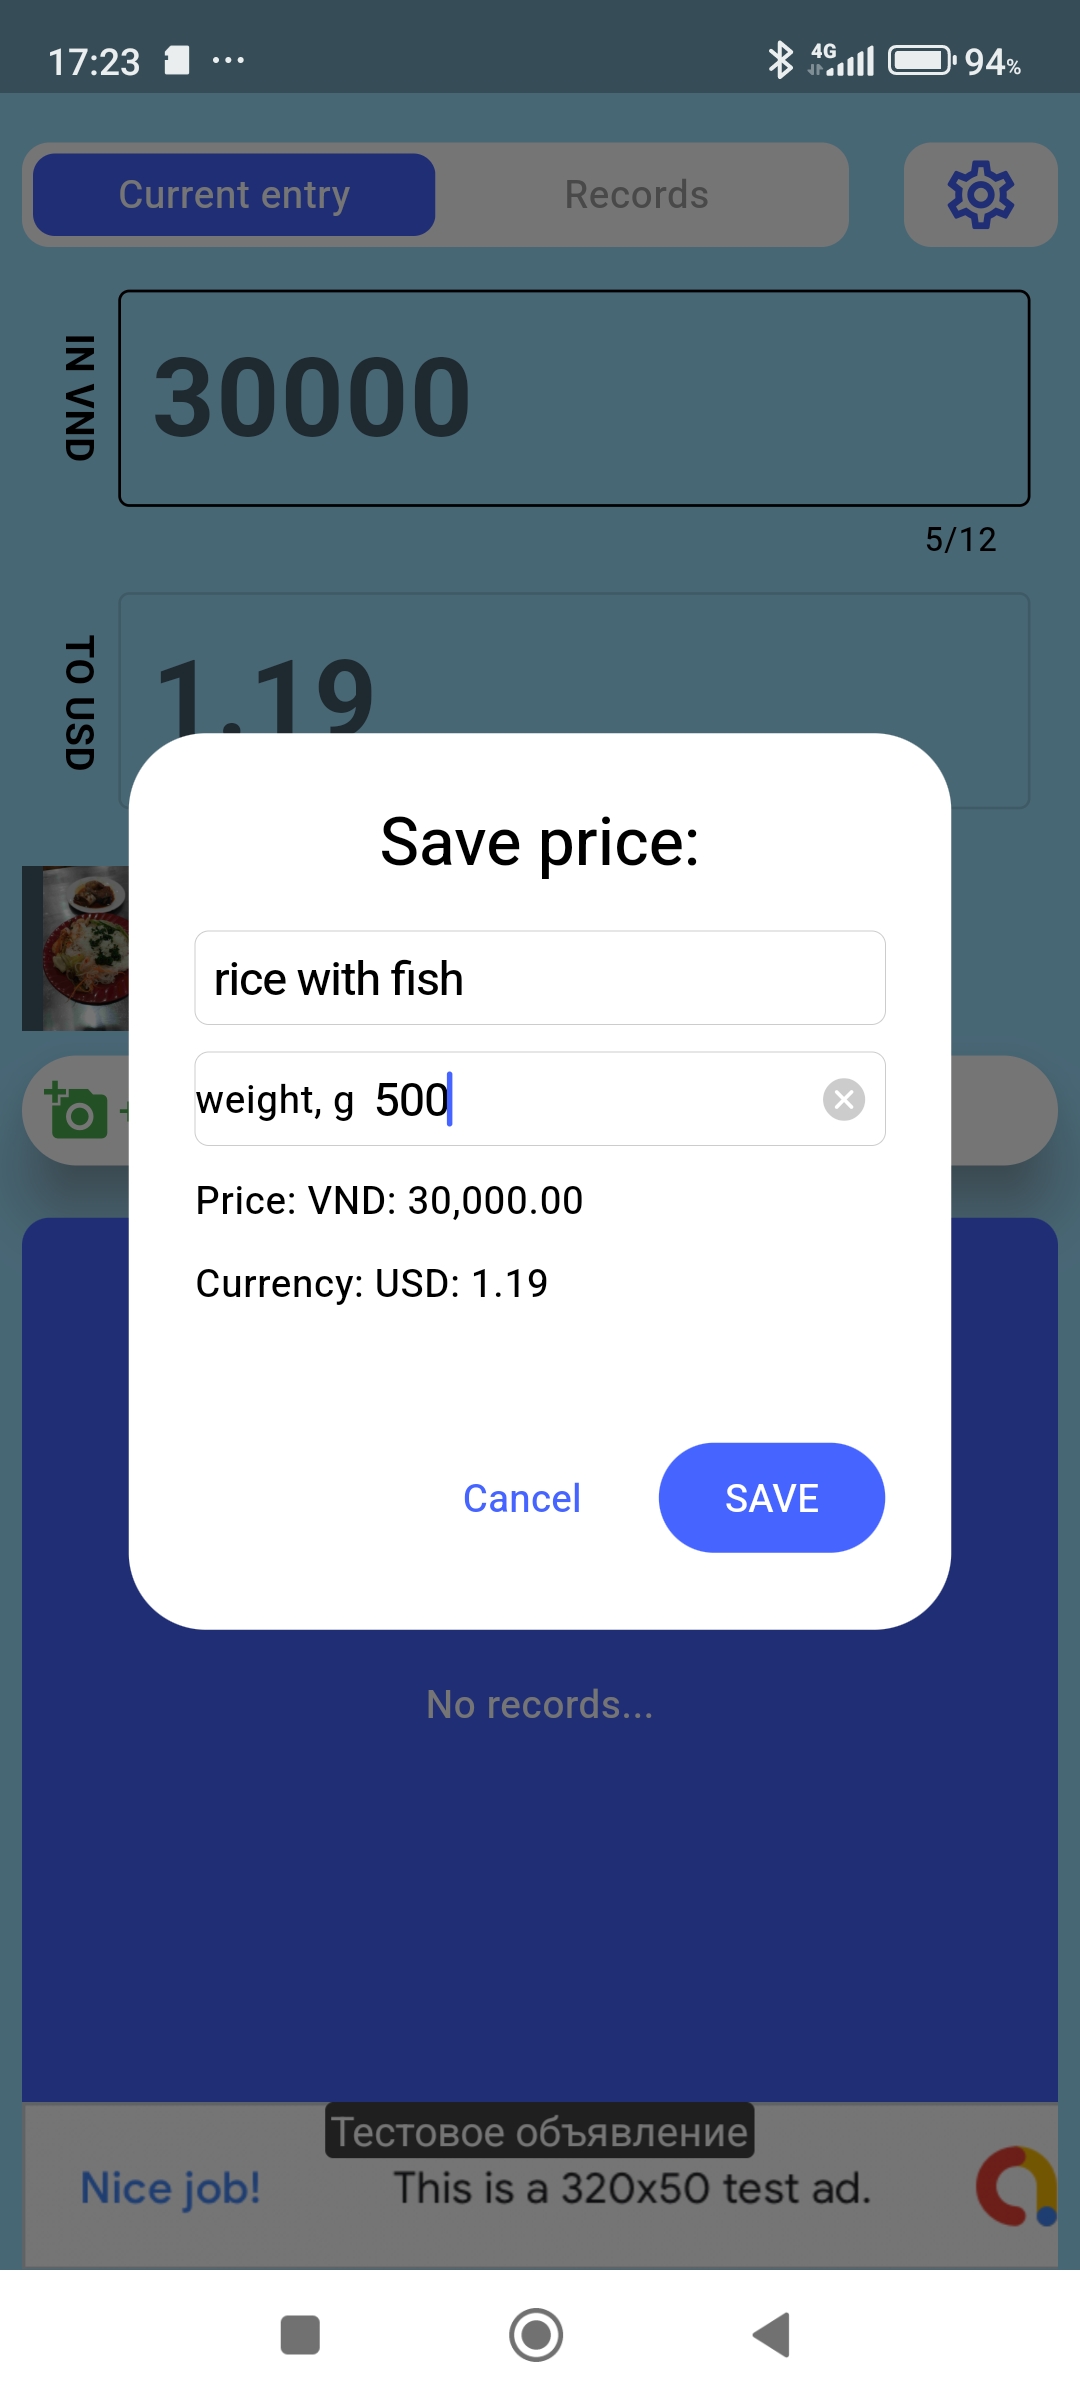 17:23 ... 4G 94%
Current entry Records
IN VND
30000
5/12
TO USD
1.19
Save price:
rice with fish
weight, g 500
Price: VND: 30,000.00
Currency: USD: 1.19
Cancel SAVE
No records...
Тестовое объявление
Nice job! This is a 320x50 test ad.